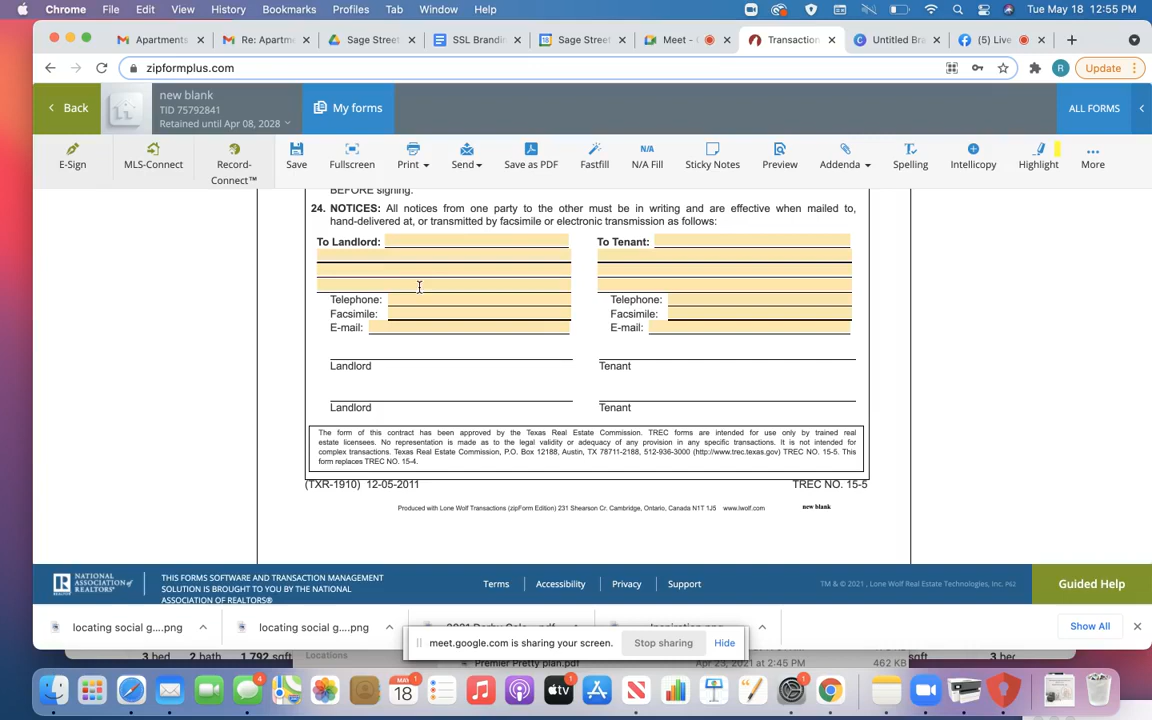 Chrome File Edit View History Bookmarks Profiles Tab Window Help Tue May 18 12:55 PM
Apartments Re: Apartm Sage Street SSL Brandin Sage Street Meet - Transaction Untitled Bra (5) Live
zipformplus.com Update
Back
new blank
TID 75792841
Retained until Apr 08, 2028
My forms
ALL FORMS
E-Sign MLS-Connect Record-Connect™ Save Fullscreen Print Send Save as PDF Fastfill N/A Fill Sticky Notes Preview Addenda Spelling Intellicopy Highlight More
N/A
BEFORE signing.
24. NOTICES: All notices from one party to the other must be in writing and are effective when mailed to,
hand-delivered at, or transmitted by facsimile or electronic transmission as follows:
To Landlord: To Tenant:
Telephone: Telephone:
Facsimile: Facsimile:
E-mail: E-mail:
Landlord Tenant
Landlord Tenant
The form of this contract has been approved by the Texas Real Estate Commission. TREC forms are intended for use only by trained real
estate licensees. No representation is made as to the legal validity or adequacy of any provision in any specific transactions. It is not intended for
complex transactions. Texas Real Estate Commission, P.O. Box 12188, Austin, TX 78711-2188, 512-936-3000 (http://www.trec.texas.gov) TREC NO. 15-5. This
form replaces TREC NO. 15-4.
(TXR-1910) 12-05-2011 TREC NO. 15-5
Produced with Lone Wolf Transactions (zipForm Edition) 231 Shearson Cr. Cambridge, Ontario, Canada N1T 1J5 www.lwolf.com new blank
NATIONAL
ASSOCIATION of
REALTORS®
THIS FORMS SOFTWARE AND TRANSACTION MANAGEMENT
SOLUTION IS BROUGHT TO YOU BY THE NATIONAL
ASSOCIATION OF REALTORS®
Terms Accessibility Privacy Support
TM & © 2021, Lone Wolf Real Estate Technologies, Inc. P62
Guided Help
locating social g....png locating social g....png Show All
meet.google.com is sharing your screen. Stop sharing Hide
3 bed 2 bath 1,792 sqft Locations
Premier Pretty plan.pdf Apr 23, 2021 at 2:45 PM 462 KB
MAY
18
4
1
1